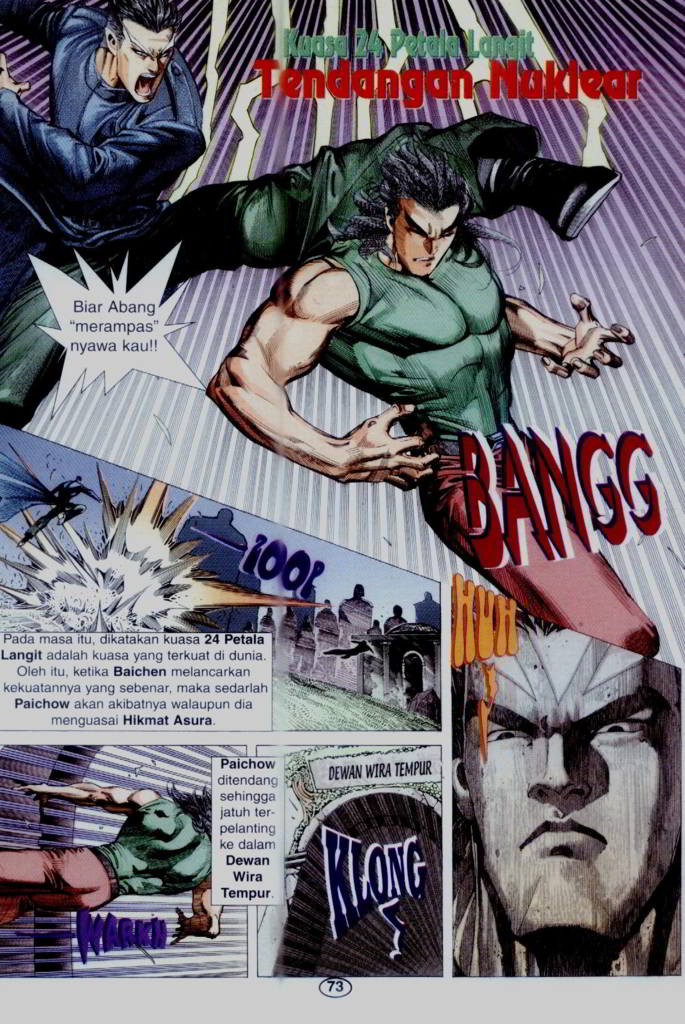 Kuasa 24 Petala Langit
Tendangan Nuklear
Biar Abang
"merampas"
nyawa kau!!
BANGG
ZOOP
Pada masa itu, dikatakan kuasa 24 Petala
Langit adalah kuasa yang terkuat di dunia.
Oleh itu, ketika Baichen melancarkan
kekuatannya yang sebenar, maka sedarlah
Paichow akan akibatnya walaupun dia
menguasai Hikmat Asura.
HUH
Paichow
ditendang
sehingga
jatuh ter-
pelanting
ke dalam
Dewan
Wira
Tempur.
WARKH
DEWAN WIRA TEMPUR
KLONG
73